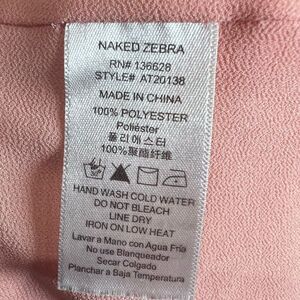 NAKED ZEBRA
RN# 136628
STYLE# AT20138
MADE IN CHINA
100% POLYESTER
Poliéster
폴리에스터
100%聚酯纤维
HAND WASH COLD WATER
DO NOT BLEACH
LINE DRY
IRON ON LOW HEAT
Lavar a Mano con Agua Fria
No use Blanqueador
Secar Colgado
Planchar a Baja Temperatura